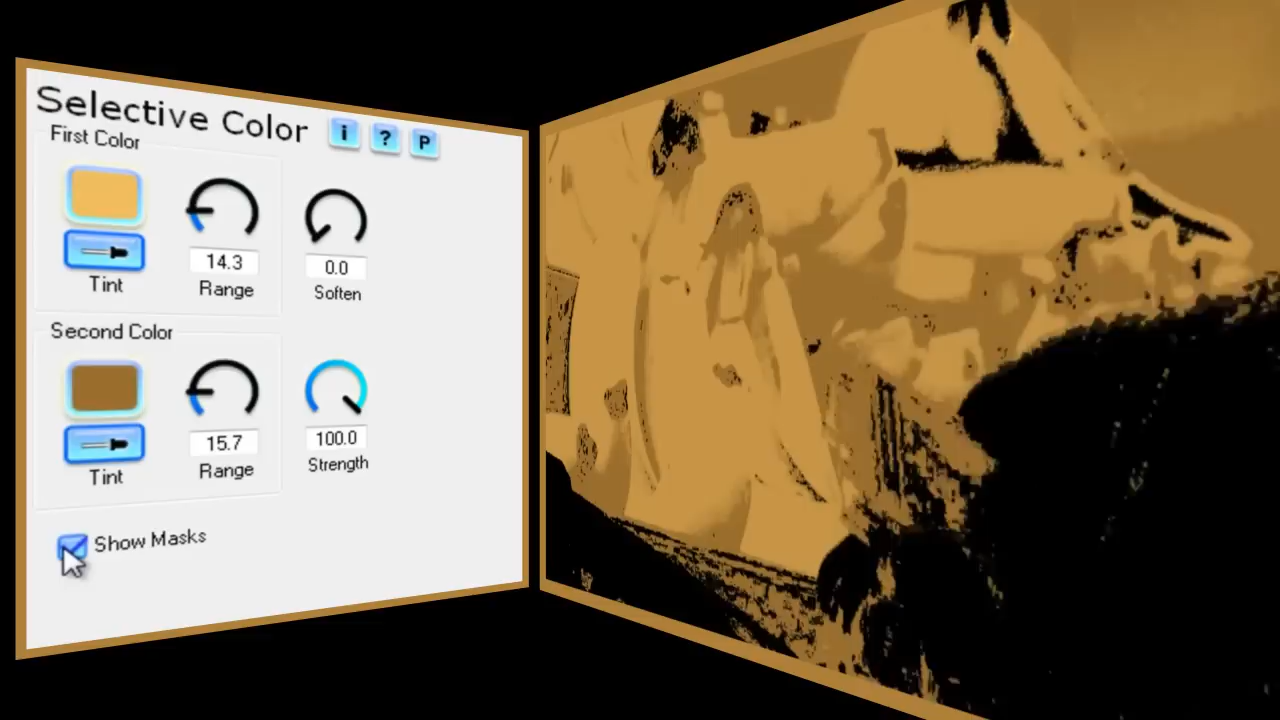 Selective Color
i ? P
First Color
14.3
0.0
Tint
Range
Soften
Second Color
15.7
100.0
Tint
Range
Strength
Show Masks